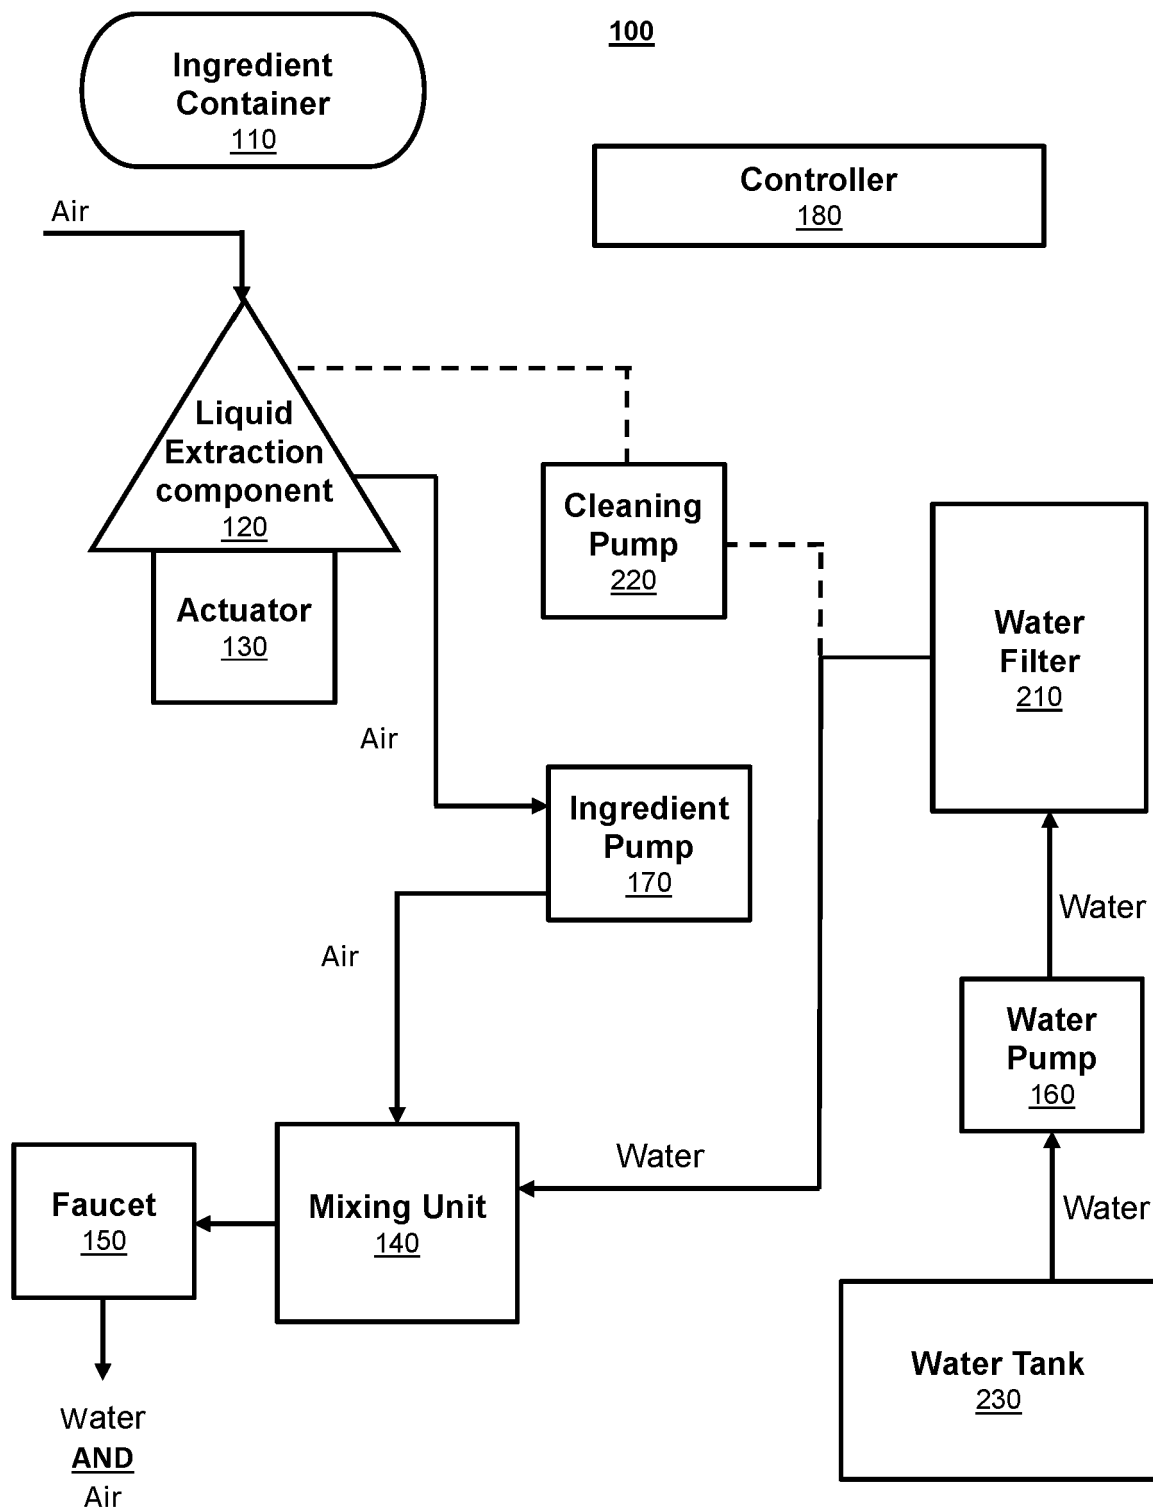 100
Ingredient
Container
110
Controller
180
Air
Liquid
Extraction
component
120
Actuator
130
Cleaning
Pump
220
Water
Filter
210
Air
Ingredient
Pump
170
Water
Air
Water
Pump
160
Water
Water
Faucet
150
Mixing Unit
140
Water Tank
230
Water
AND
Air